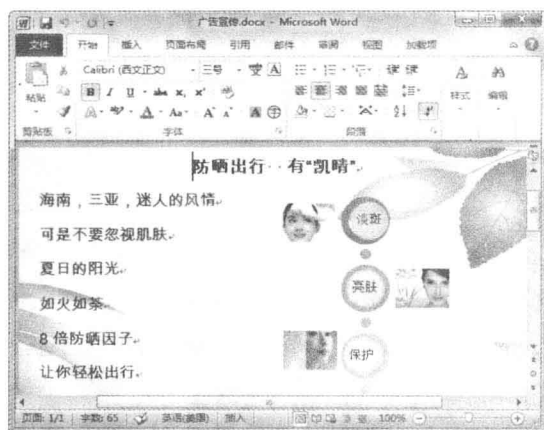 广告宣传.docx - Microsoft Word
文件 开始 插入 页面布局 引用 邮件 审阅 视图 加载项
Calibri (西文正文) 三号
粘贴 样式 编辑
剪贴板 字体 段落
防晒出行 有“凯晴”
海南，三亚，迷人的风情
淡斑
可是不要忽视肌肤
夏日的阳光
亮肤
如火如荼
8 倍防晒因子
保护
让你轻松出行
页面: 1/1 字数: 65 英语(美国) 插入 100%